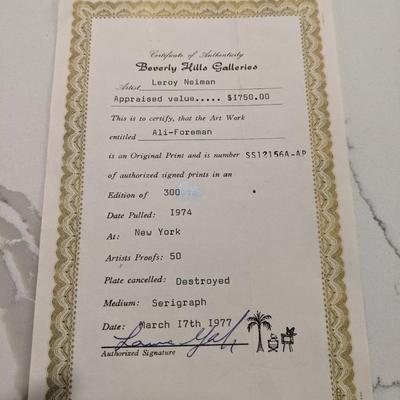 Certificate of Authenticity
Beverly Hills Galleries
Artist Leroy Neiman
Appraised value..... $1750.00
This is to certify, that the Art Work
entitled Ali-Foreman
is an Original Print and is number SS12156A-AP
of authorized signed prints in an
Edition of 300
Date Pulled: 1974
At: New York
Artists Proofs: 50
Plate cancelled: Destroyed
Medium: Serigraph
Date: March 17th 1977
Authorized Signature